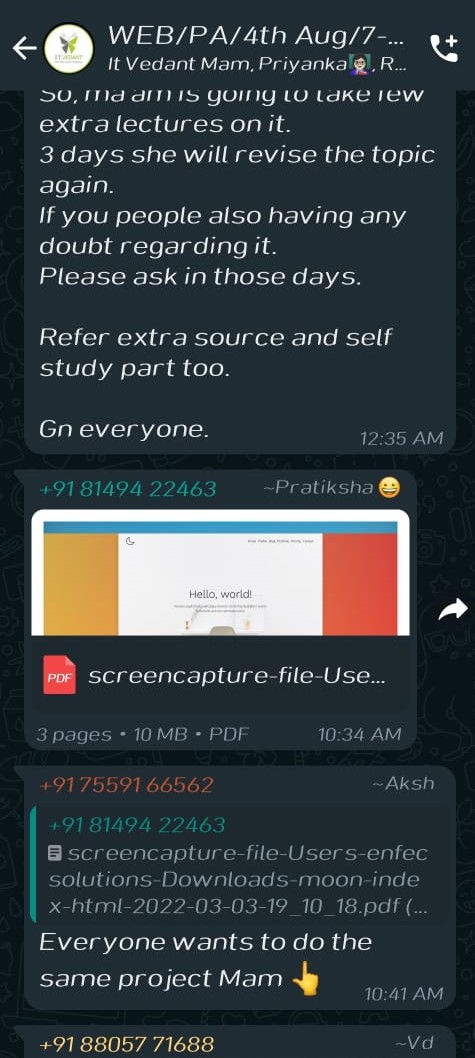 WEB/PA/4th Aug/7-...
It Vedant Mam, Priyanka👩🏻‍🏫, R...
So, ma'am is going to take few
extra lectures on it.
3 days she will revise the topic
again.
If you people also having any
doubt regarding it.
Please ask in those days.
Refer extra source and self
study part too.
Gn everyone.
12:35 AM
+91 81494 22463 ~Pratiksha😀
Hello, world!
PDF
screencapture-file-Use...
3 pages • 10 MB • PDF 10:34 AM
+91 75591 66562 ~Aksh
+91 81494 22463
screencapture-file-Users-enfec
solutions-Downloads-moon-inde
x-html-2022-03-03-19_10_18.pdf (...
Everyone wants to do the
same project Mam 👆
10:41 AM
+91 88057 71688 ~Vd